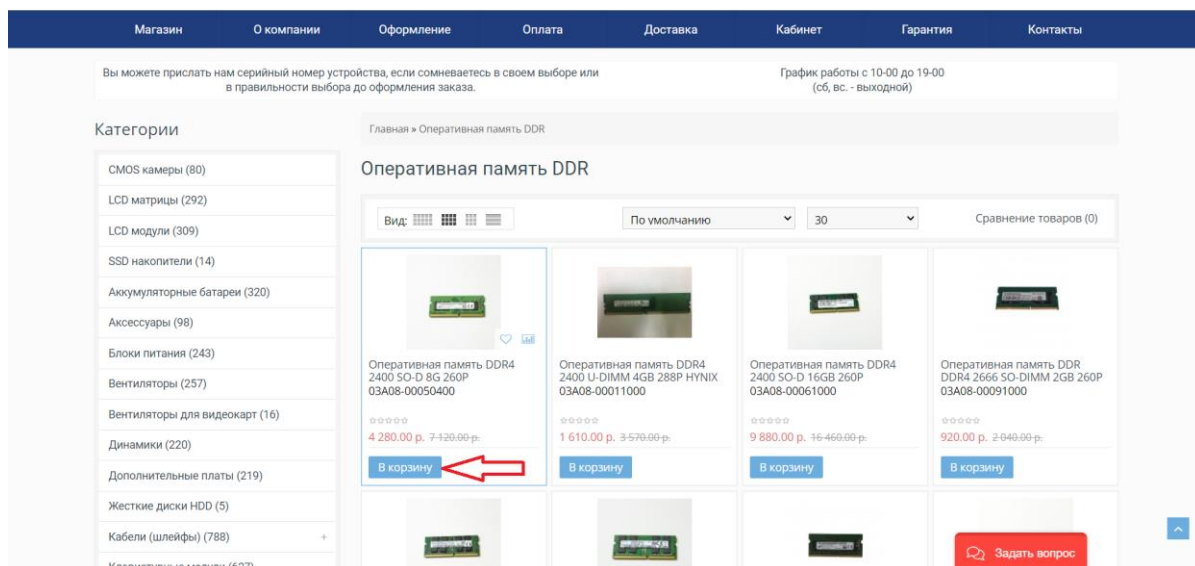 Магазин О компании Оформление Оплата Доставка Кабинет Гарантия Контакты
Вы можете прислать нам серийный номер устройства, если сомневаетесь в своем выборе или
в правильности выбора до оформления заказа.
График работы с 10-00 до 19-00
(сб, вс. - выходной)
Категории
CMOS камеры (80)
LCD матрицы (292)
LCD модули (309)
SSD накопители (14)
Аккумуляторные батареи (320)
Аксессуары (98)
Блоки питания (243)
Вентиляторы (257)
Вентиляторы для видеокарт (16)
Динамики (220)
Дополнительные платы (219)
Жесткие диски HDD (5)
Кабели (шлейфы) (788) +
Главная » Оперативная память DDR
Оперативная память DDR
Вид: По умолчанию 30 Сравнение товаров (0)
Оперативная память DDR4
2400 SO-D 8G 260P
03A08-00050400
4 280.00 р. 7 120.00 р.
В корзину
Оперативная память DDR4
2400 U-DIMM 4GB 288P HYNIX
03A08-00011000
1 610.00 р. 3 570.00 р.
В корзину
Оперативная память DDR4
2400 SO-D 16GB 260P
03A08-00061000
9 880.00 р. 16 460.00 р.
В корзину
Оперативная память DDR
DDR4 2666 SO-DIMM 2GB 260P
03A08-00091000
920.00 р. 2 040.00 р.
В корзину
Задать вопрос